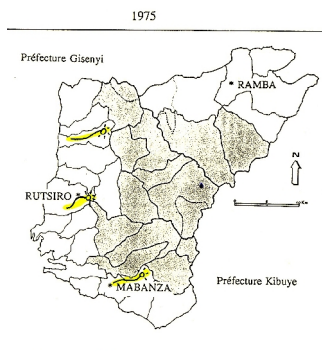 1975
Préfecture Gisenyi
RAMBA
N
RUTSIRO
Préfecture Kibuye
MABANZA